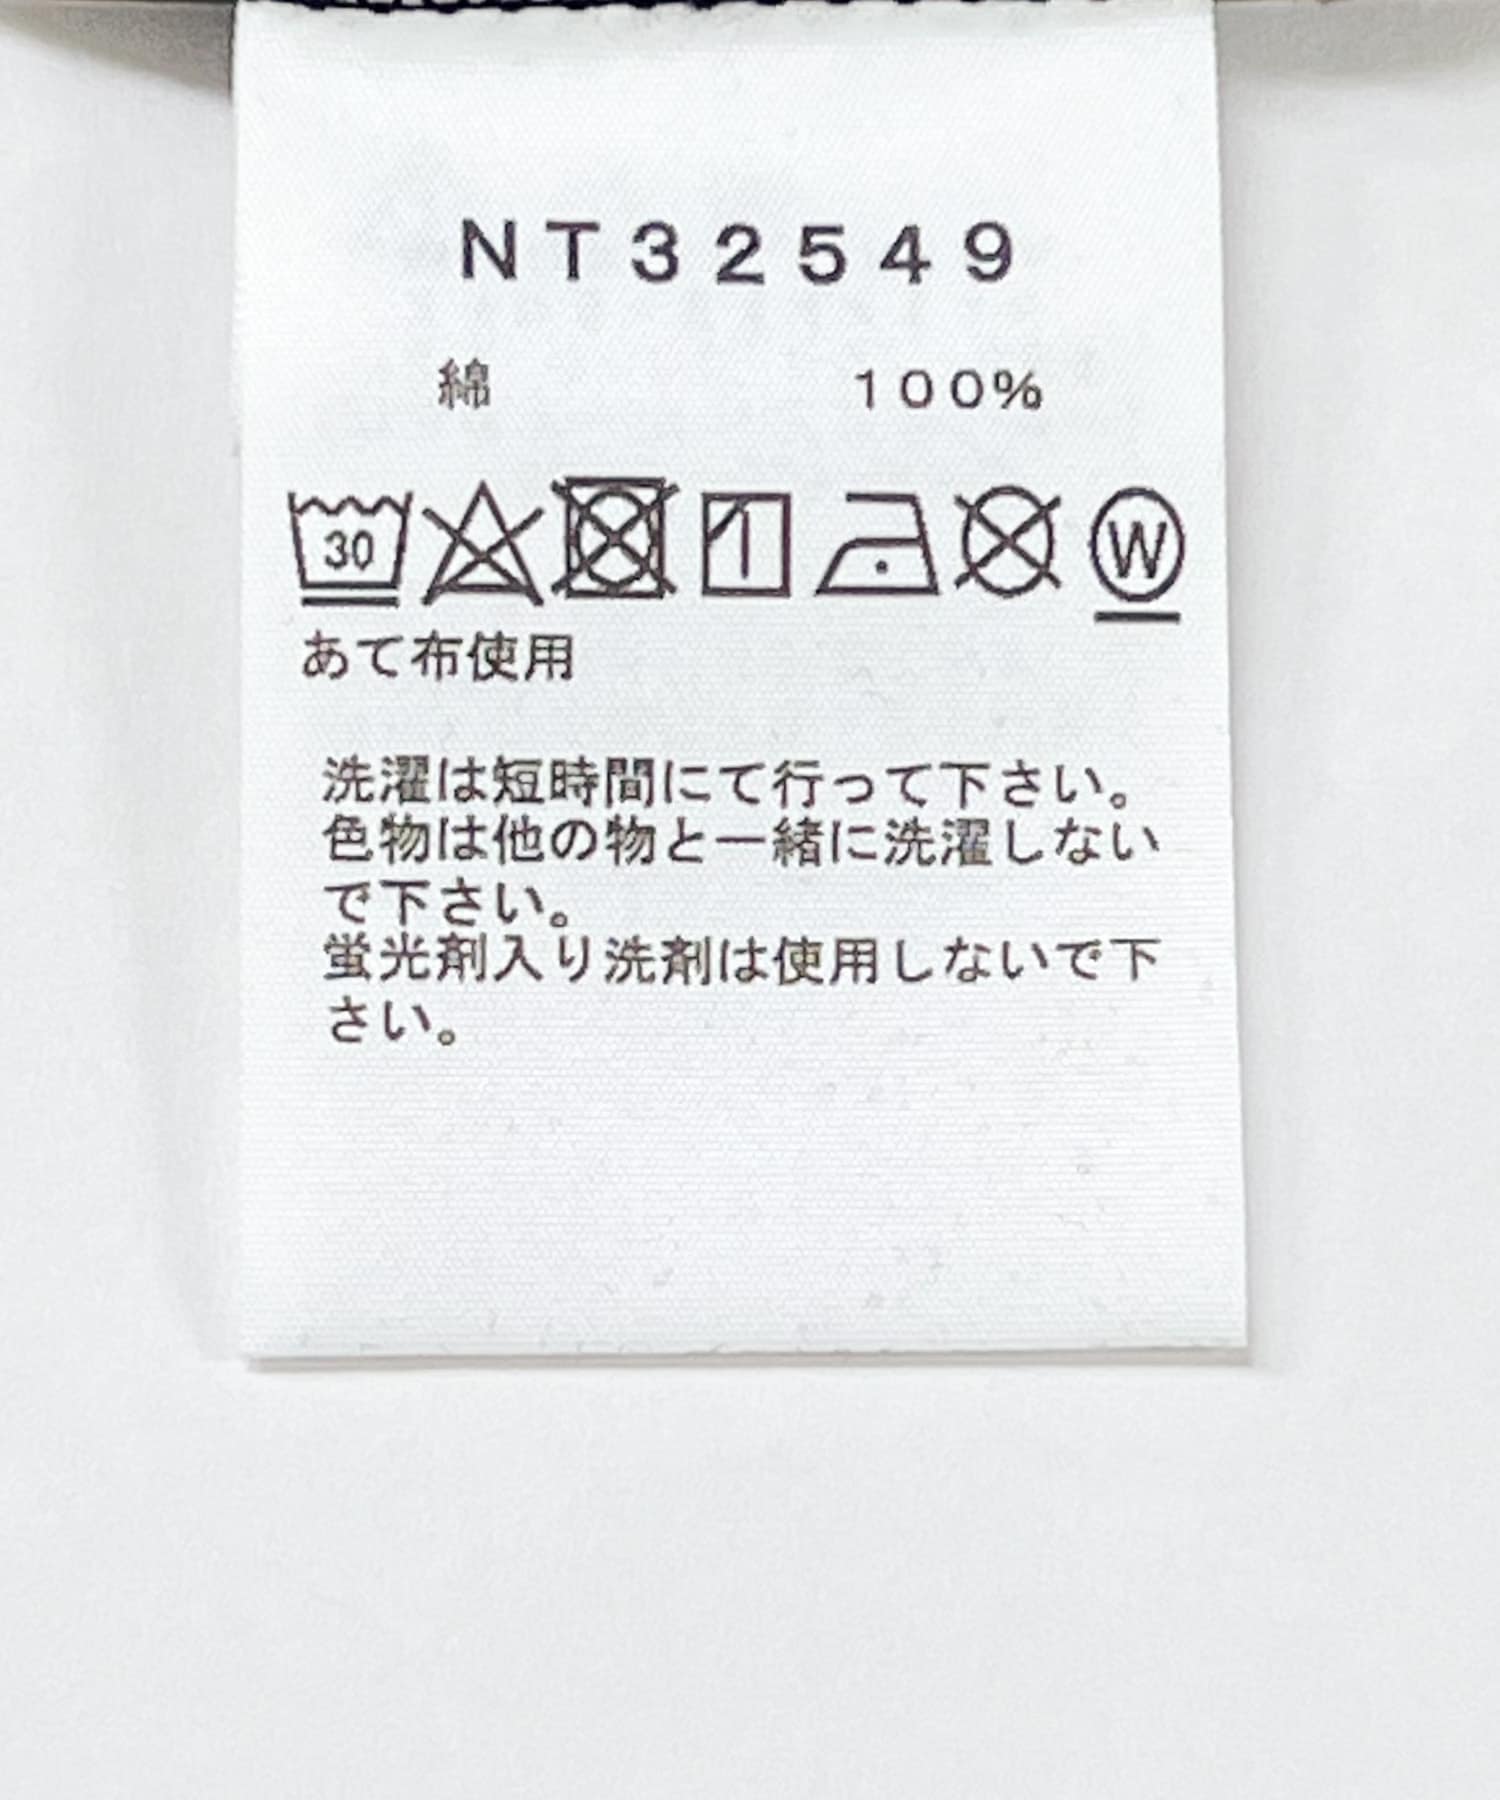 NT32549
綿 100%
30
W
あて布使用
洗濯は短時間にて行って下さい。
色物は他の物と一緒に洗濯しない
で下さい。
蛍光剤入り洗剤は使用しないで下
さい。